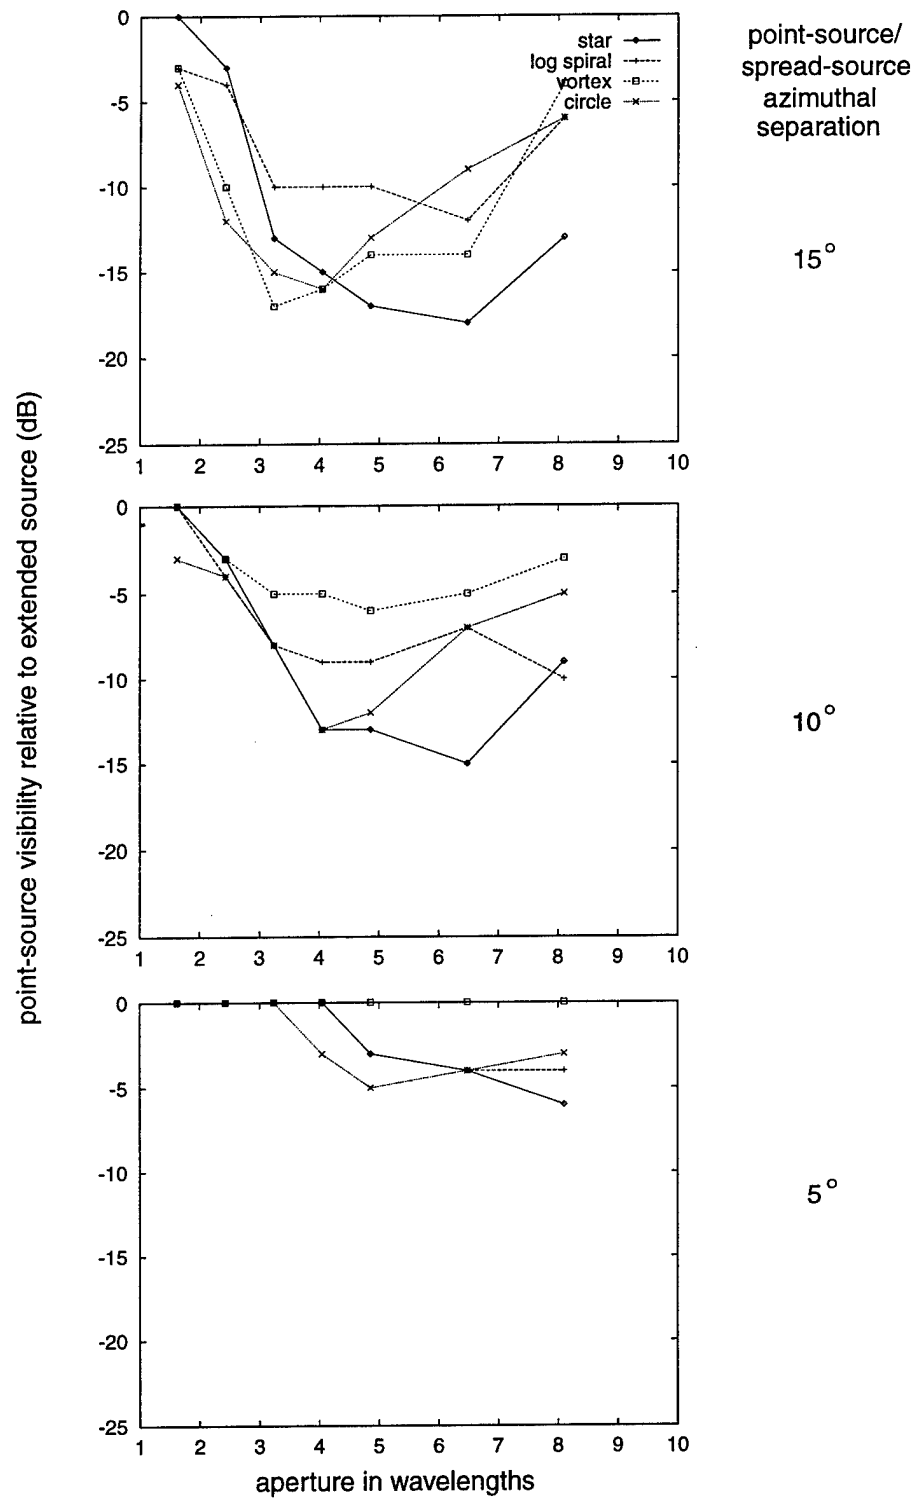 point-source/
spread-source
azimuthal
separation
star
log spiral
vortex
circle
0
-5
-10
-15
-20
-25
1 2 3 4 5 6 7 8 9 10
15°
0
-5
-10
-15
-20
-25
1 2 3 4 5 6 7 8 9 10
10°
0
-5
-10
-15
-20
-25
1 2 3 4 5 6 7 8 9 10
5°
point-source visibility relative to extended source (dB)
aperture in wavelengths